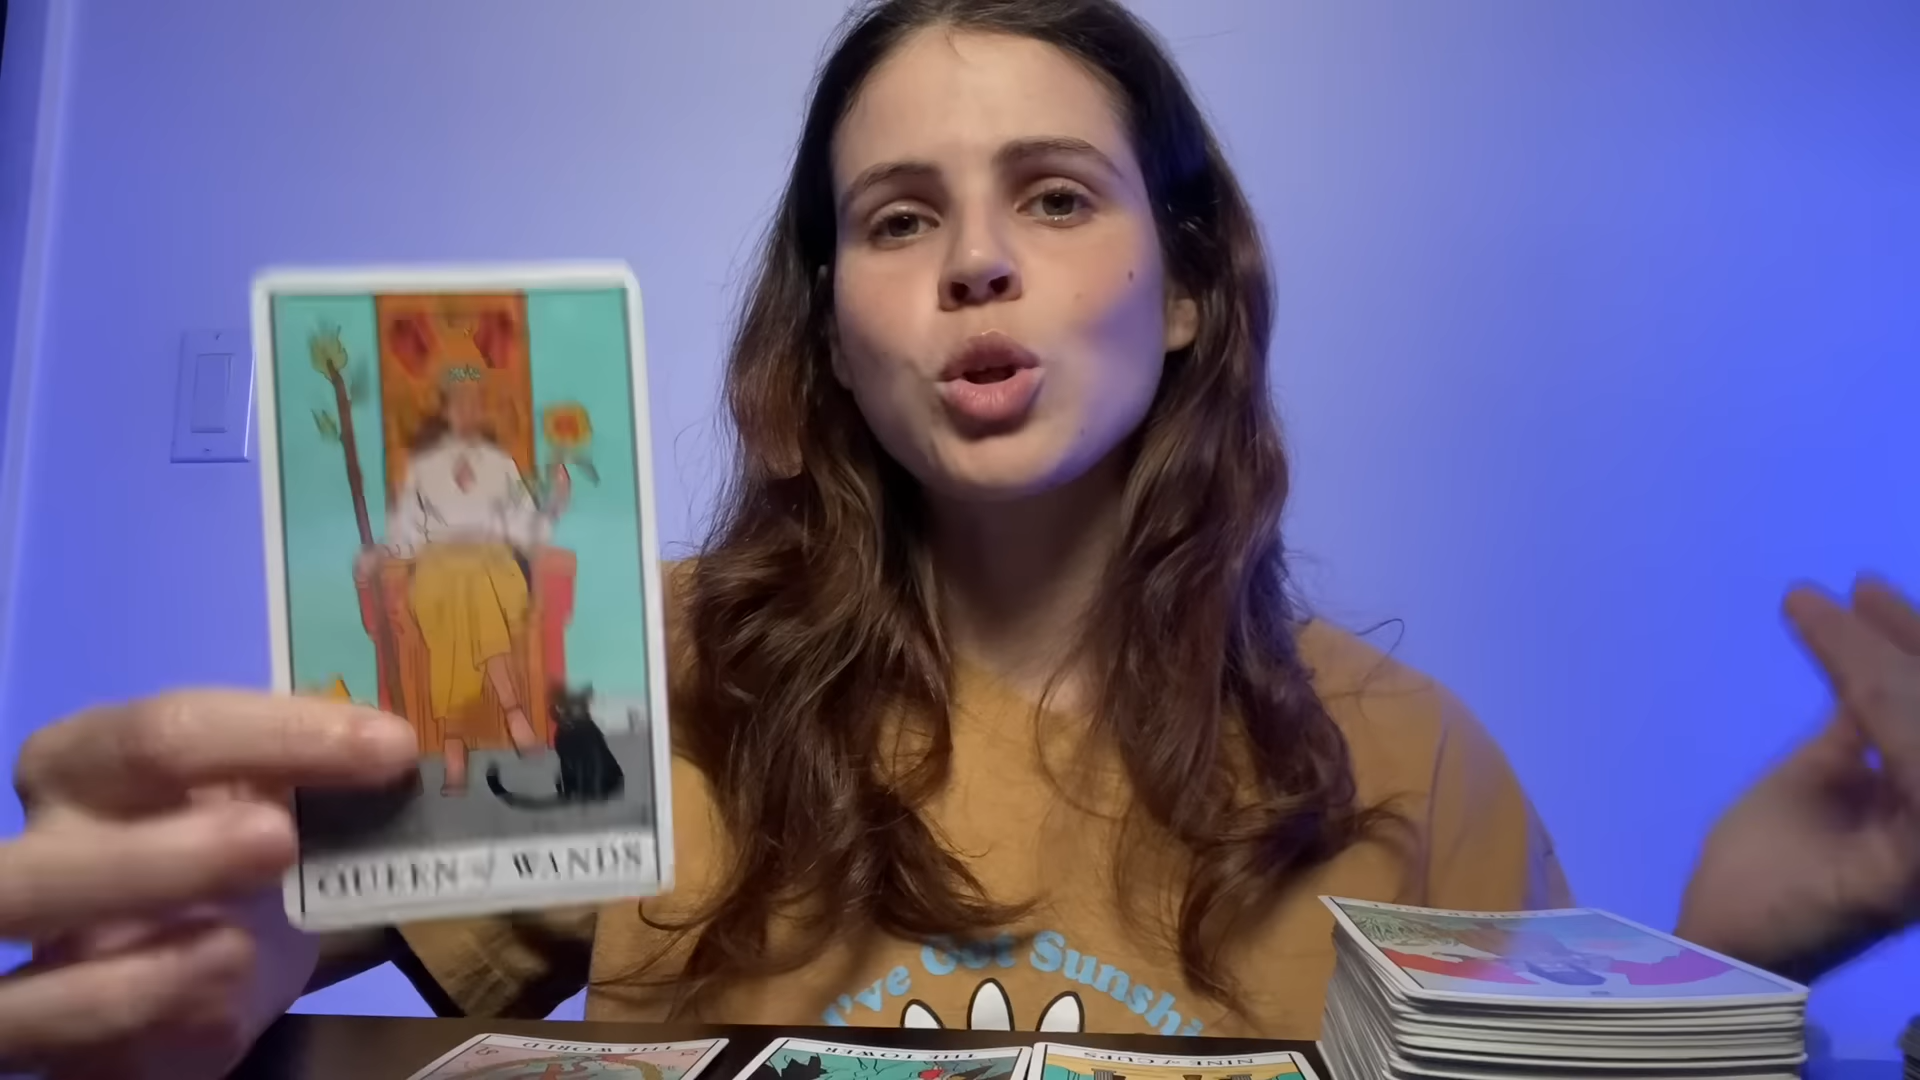 QUEEN of WANDS
I've Got Sunshi
THE WORLD
THE TOWER
NINE of CUPS